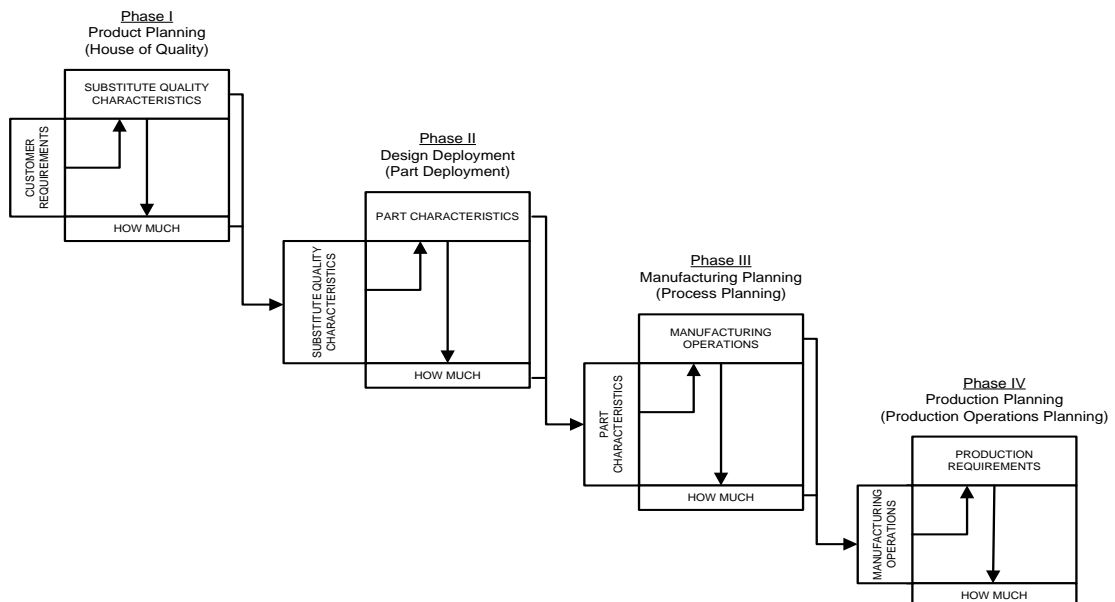 Phase I
Product Planning
(House of Quality)
SUBSTITUTE QUALITY
CHARACTERISTICS
CUSTOMER
REQUIREMENTS
HOW MUCH
Phase II
Design Deployment
(Part Deployment)
PART CHARACTERISTICS
SUBSTITUTE QUALITY
CHARACTERISTICS
HOW MUCH
Phase III
Manufacturing Planning
(Process Planning)
MANUFACTURING
OPERATIONS
PART
CHARACTERISTICS
HOW MUCH
Phase IV
Production Planning
(Production Operations Planning)
PRODUCTION
REQUIREMENTS
MANUFACTURING
OPERATIONS
HOW MUCH